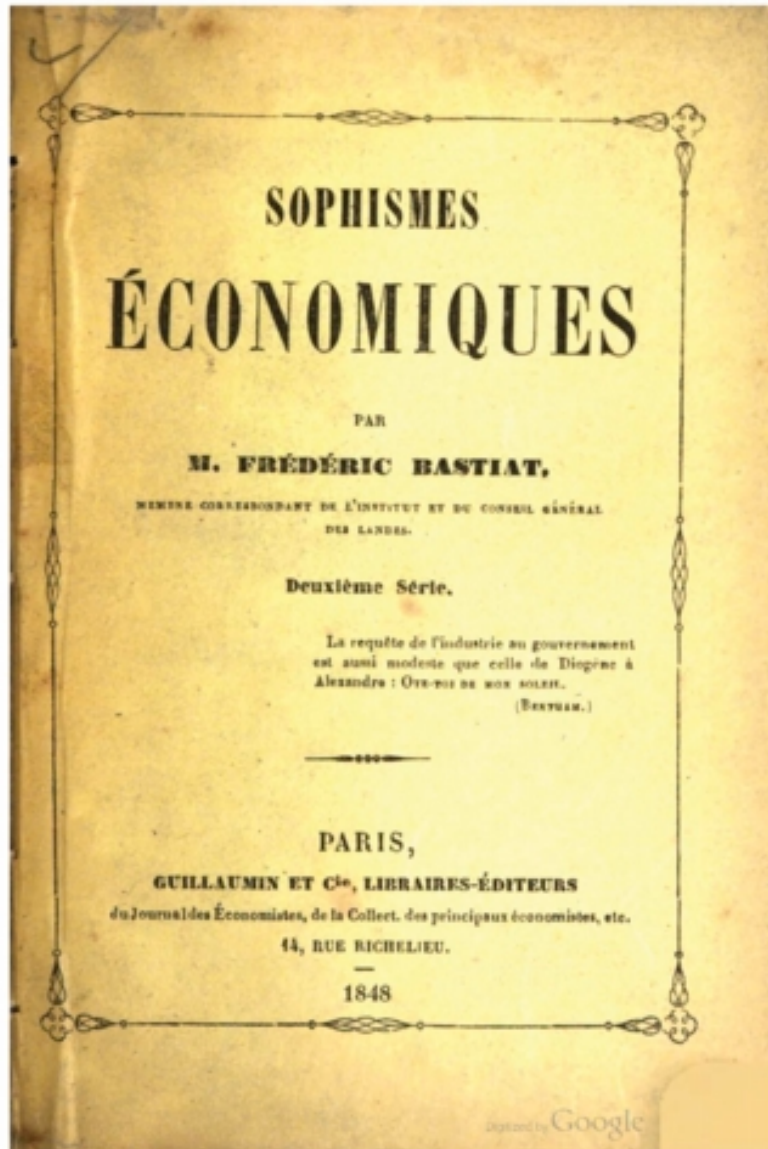 SOPHISMES
ÉCONOMIQUES
PAR
M. FRÉDÉRIC BASTIAT,
MEMBRE CORRESPONDANT DE L'INSTITUT ET DU CONSEIL GÉNÉRAL
DES LANDES.
Deuxième Série.
La requête de l'industrie au gouvernement
est aussi modeste que celle de Diogène à
Alexandre : OTE-TOI DE MON SOLEIL.
(BENTHAM.)
PARIS,
GUILLAUMIN ET Cie, LIBRAIRES-ÉDITEURS
du Journal des Économistes, de la Collect. des principaux économistes, etc.
14, RUE RICHELIEU.
1848
Digitized by Google